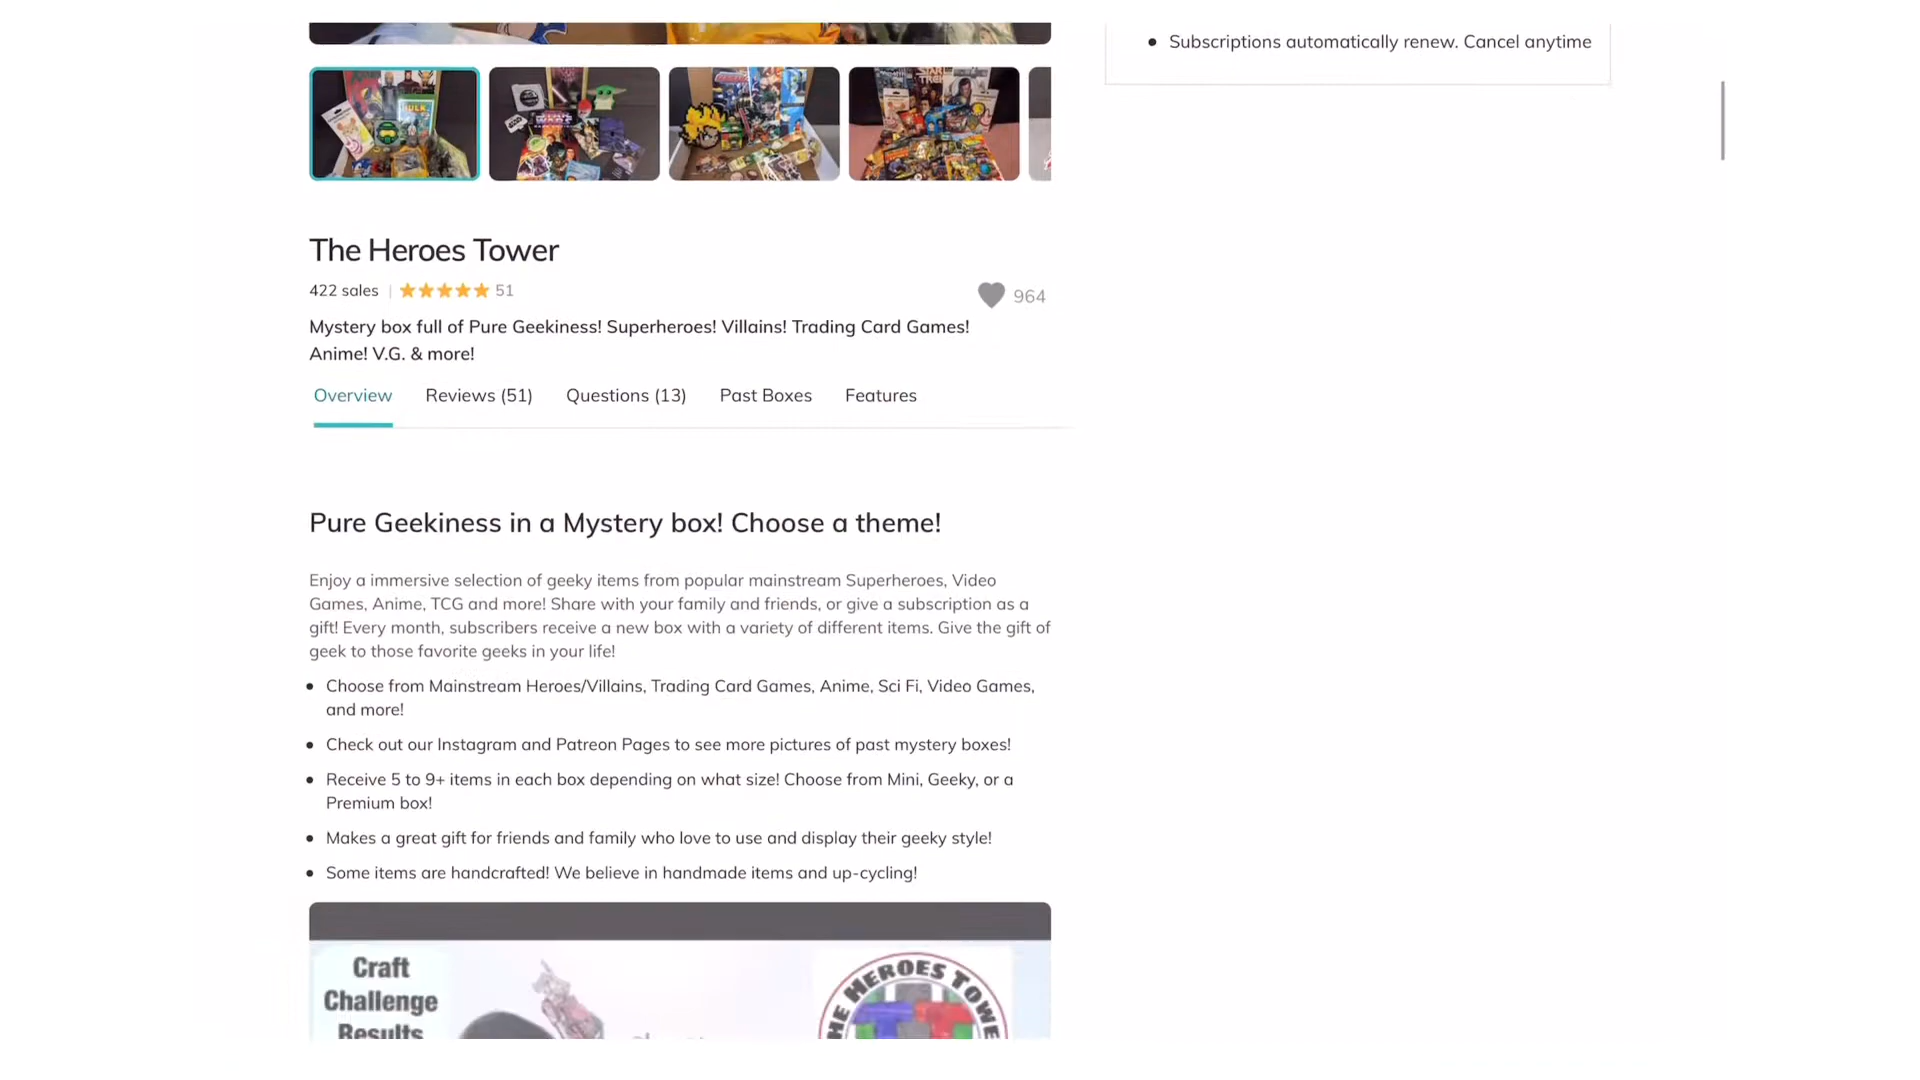 Subscriptions automatically renew. Cancel anytime
The Heroes Tower
422 sales
51
964
Mystery box full of Pure Geekiness! Superheroes! Villains! Trading Card Games!
Anime! V.G. & more!
Overview
Reviews (51)
Questions (13)
Past Boxes
Features
Pure Geekiness in a Mystery box! Choose a theme!
Enjoy a immersive selection of geeky items from popular mainstream Superheroes, Video
Games, Anime, TCG and more! Share with your family and friends, or give a subscription as a
gift! Every month, subscribers receive a new box with a variety of different items. Give the gift of
geek to those favorite geeks in your life!
Choose from Mainstream Heroes/Villains, Trading Card Games, Anime, Sci Fi, Video Games,
and more!
Check out our Instagram and Patreon Pages to see more pictures of past mystery boxes!
Receive 5 to 9+ items in each box depending on what size! Choose from Mini, Geeky, or a
Premium box!
Makes a great gift for friends and family who love to use and display their geeky style!
Some items are handcrafted! We believe in handmade items and up-cycling!
Craft
Challenge
Results
HE HEROES TOWE